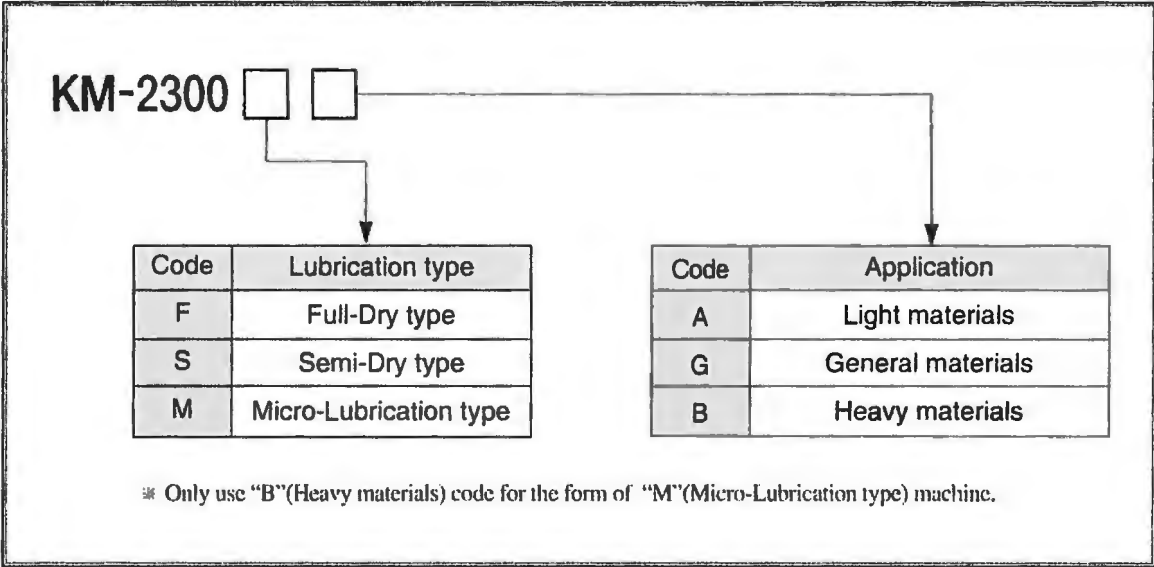 KM-2300
Code Lubrication type
F Full-Dry type
S Semi-Dry type
M Micro-Lubrication type
Code Application
A Light materials
G General materials
B Heavy materials
※ Only use “B”(Heavy materials) code for the form of “M”(Micro-Lubrication type) machine.